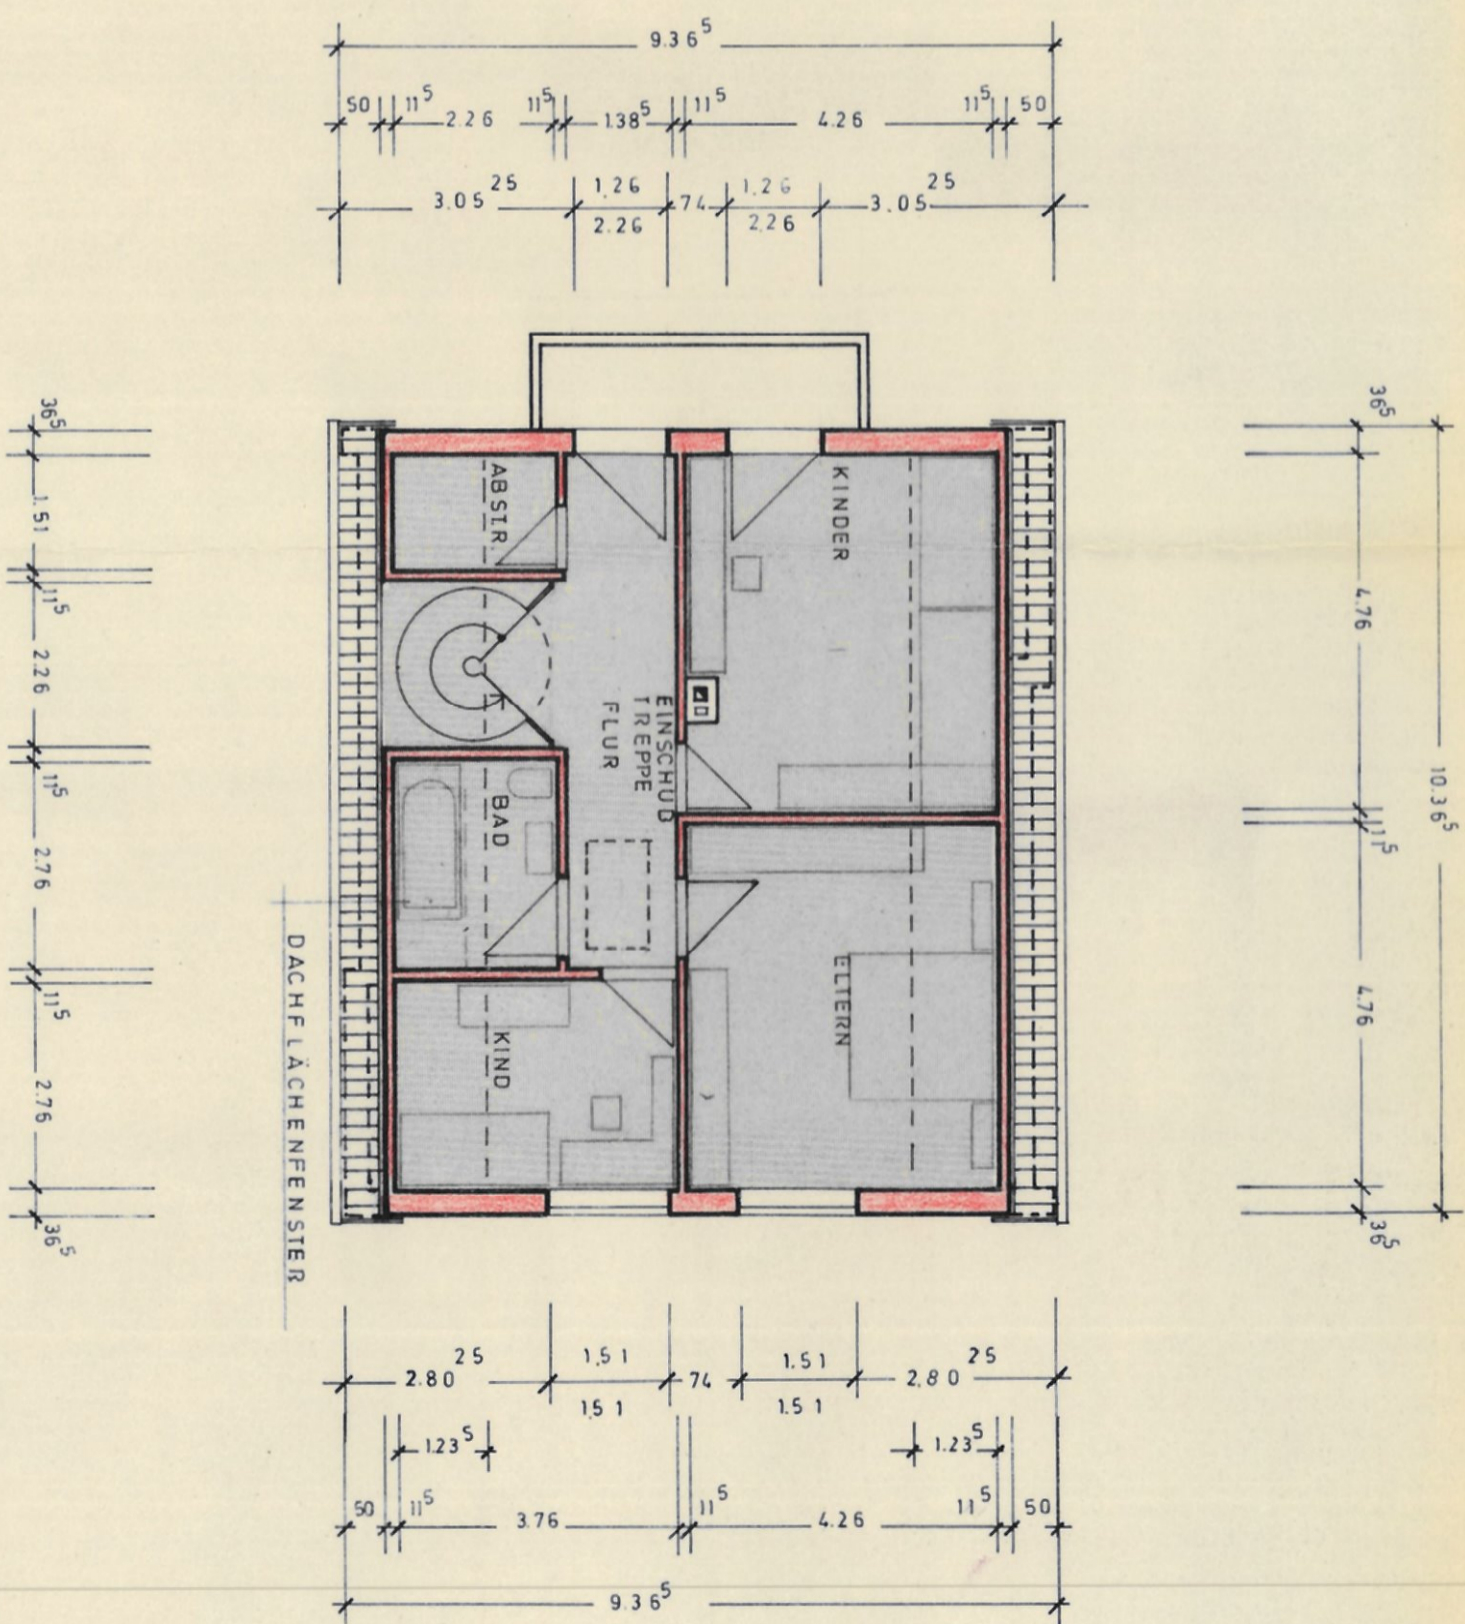 9.36⁵
50 11⁵ 2.26 11⁵ 1.38⁵ 11⁵ 4.26 11⁵ 50
3.05²⁵ 1.26 74 1.26 3.05²⁵
2.26 2.26
36⁵
1.51
11⁵
2.26
11⁵
2.76
11⁵
2.76
36⁵
ABST.R.
KINDER
EINSCHUB
TREPPE
FLUR
BAD
ELTERN
KIND
DACHFLÄCHENFENSTER
36⁵
4.76
11⁵
4.76
36⁵
10.36⁵
2.80²⁵ 1.51 74 1.51 2.80²⁵
1.51 1.51
1.23⁵ 1.23⁵
50 11⁵ 3.76 11⁵ 4.26 11⁵ 50
9.36⁵